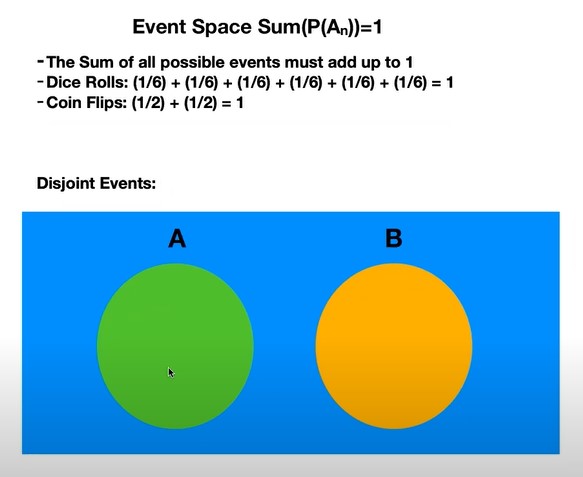 Event Space Sum(P(Aₙ))=1
-The Sum of all possible events must add up to 1
-Dice Rolls: (1/6) + (1/6) + (1/6) + (1/6) + (1/6) + (1/6) = 1
-Coin Flips: (1/2) + (1/2) = 1
Disjoint Events:
A B